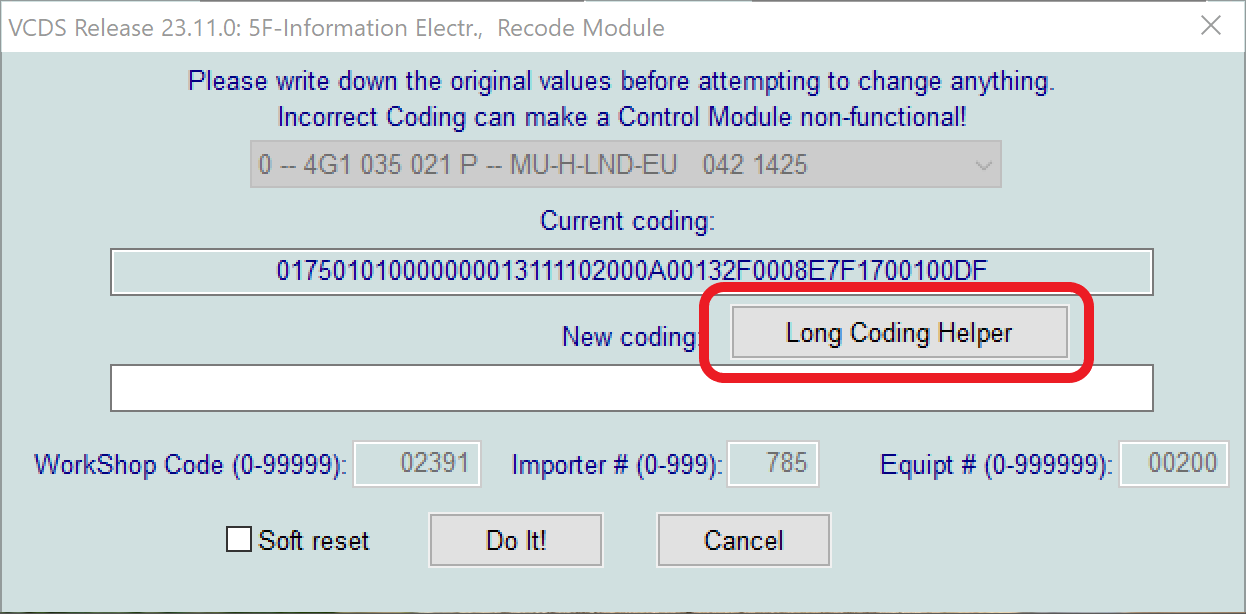 VCDS Release 23.11.0: 5F-Information Electr.,  Recode Module
Please write down the original values before attempting to change anything.
Incorrect Coding can make a Control Module non-functional!
0 -- 4G1 035 021 P -- MU-H-LND-EU   042 1425
Current coding:
01750101000000001311110200​0A00132F0008E7F1700100DF
New coding:
Long Coding Helper
WorkShop Code (0-99999): 02391 Importer # (0-999): 785 Equipt # (0-999999): 00200
Soft reset Do It! Cancel